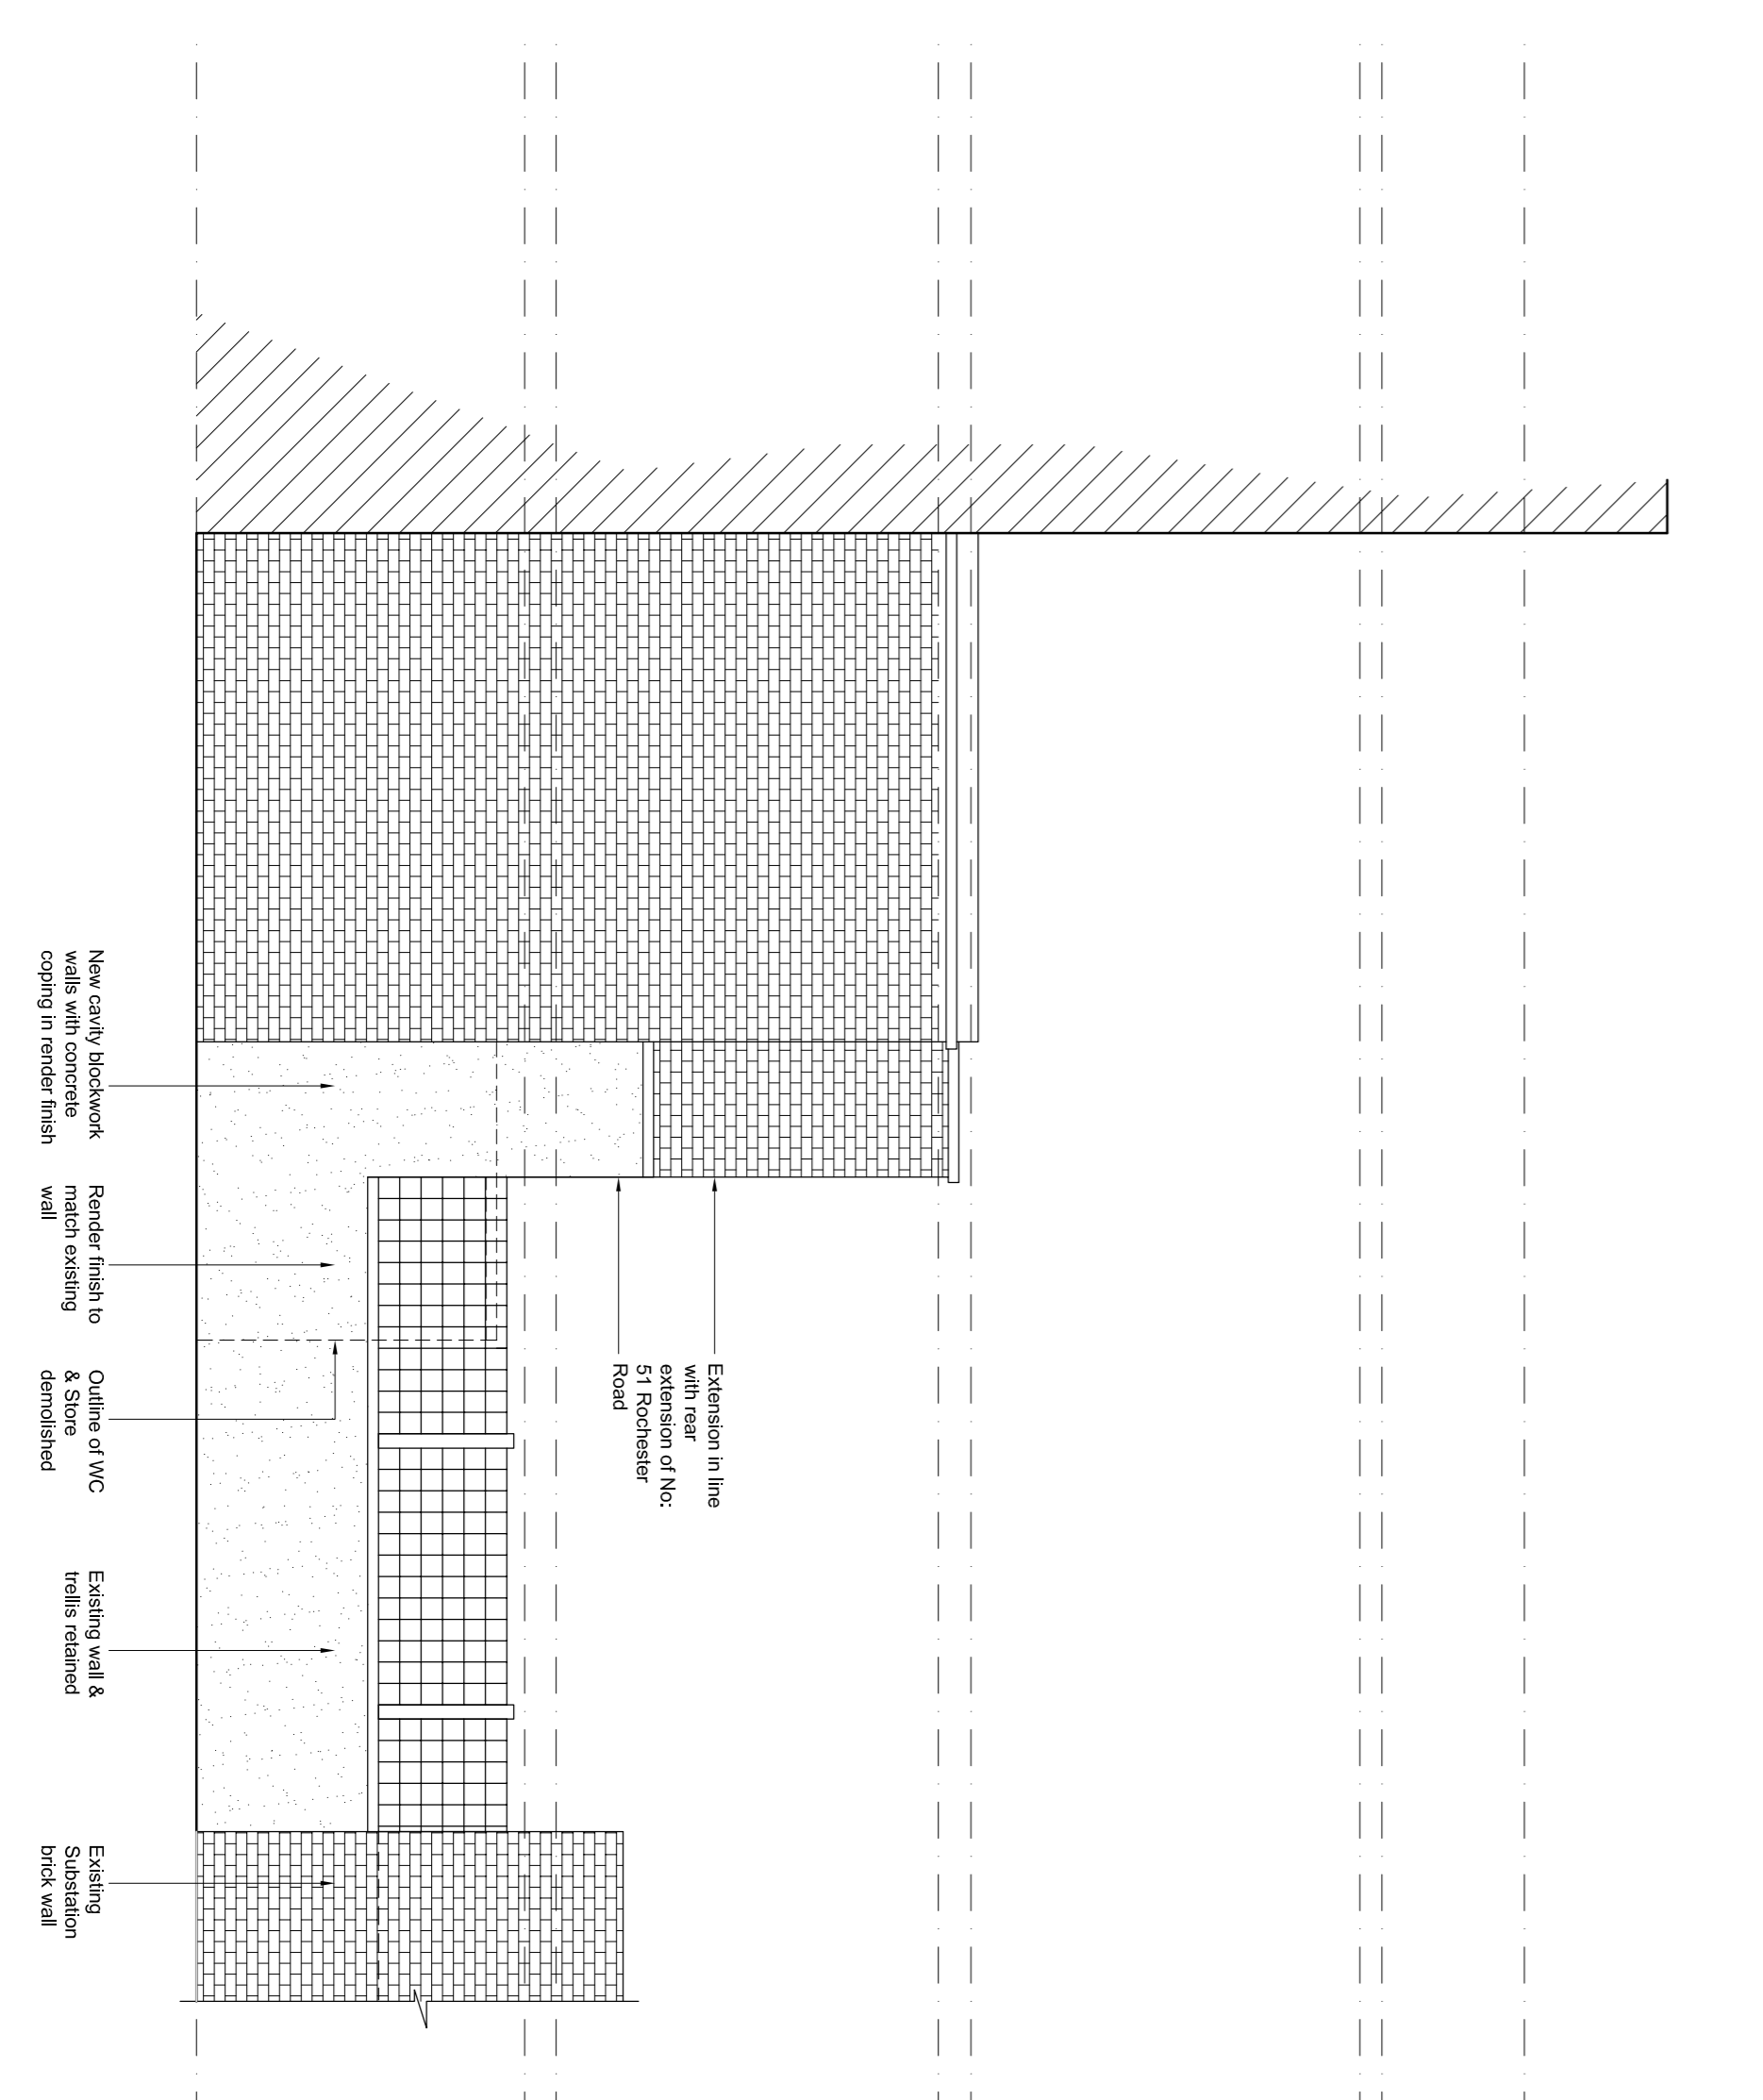 Extension in line
with rear
extension of No:
51 Rochester
Road
New cavity blockwork
walls with concrete
coping in render finish
Render finish to
match existing
wall
Outline of WC
& Store
demolished
Existing wall &
trellis retained
Existing
Substation
brick wall